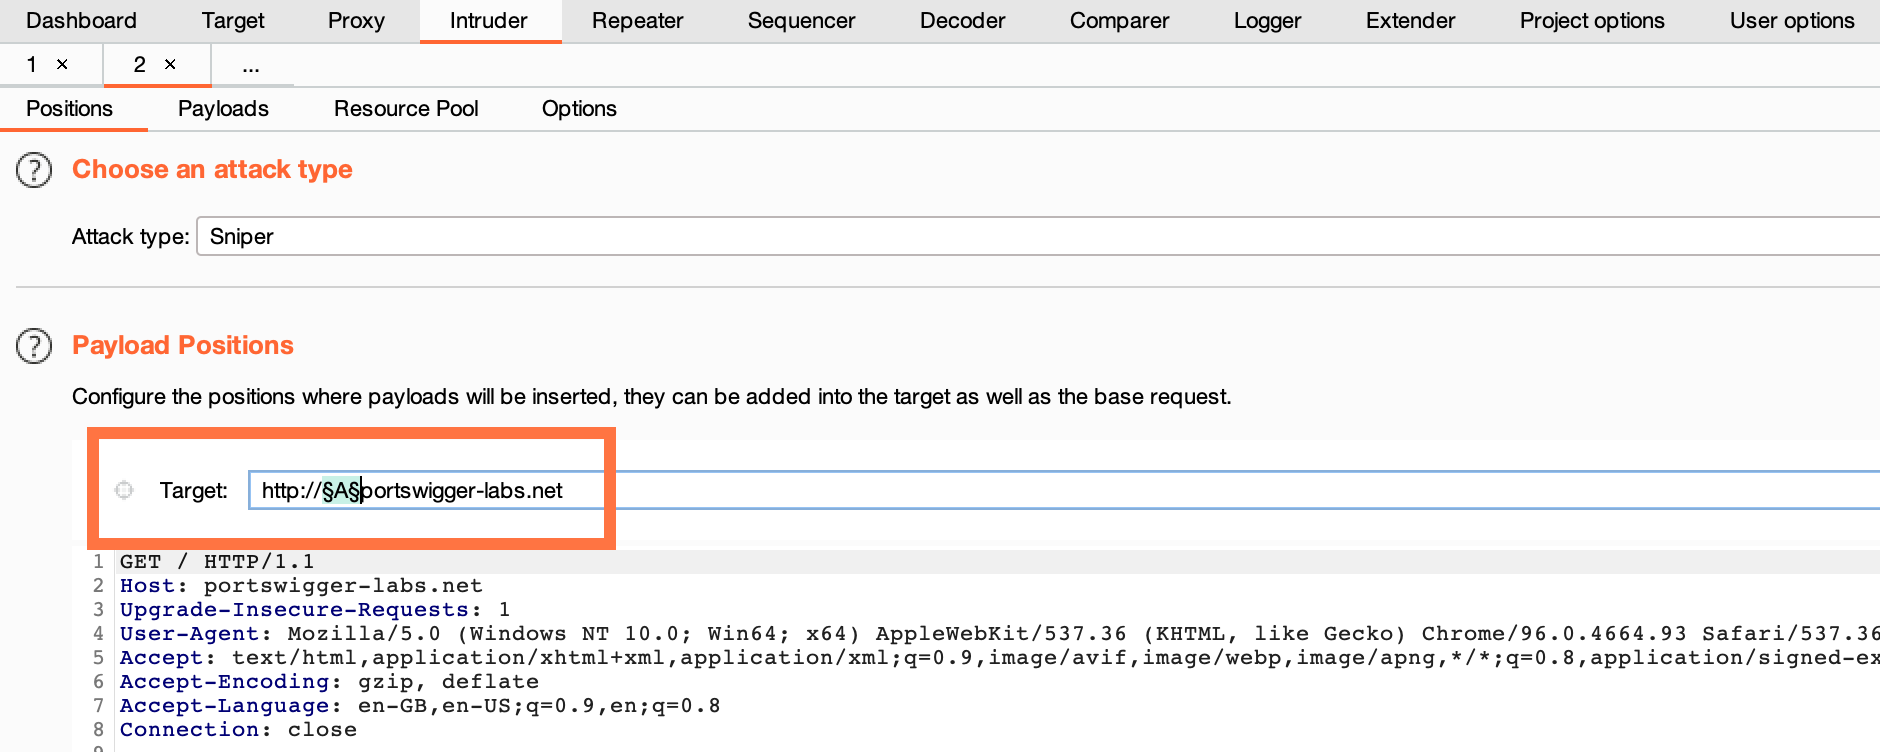 Dashboard Target Proxy Intruder Repeater Sequencer Decoder Comparer Logger Extender Project options User options
1 × 2 × ...
Positions Payloads Resource Pool Options
? Choose an attack type
Attack type: Sniper
? Payload Positions
Configure the positions where payloads will be inserted, they can be added into the target as well as the base request.
Target: http://§A§portswigger-labs.net
1 GET / HTTP/1.1
2 Host: portswigger-labs.net
3 Upgrade-Insecure-Requests: 1
4 User-Agent: Mozilla/5.0 (Windows NT 10.0; Win64; x64) AppleWebKit/537.36 (KHTML, like Gecko) Chrome/96.0.4664.93 Safari/537.36
5 Accept: text/html,application/xhtml+xml,application/xml;q=0.9,image/avif,image/webp,image/apng,*/*;q=0.8,application/signed-ex
6 Accept-Encoding: gzip, deflate
7 Accept-Language: en-GB,en-US;q=0.9,en;q=0.8
8 Connection: close
9